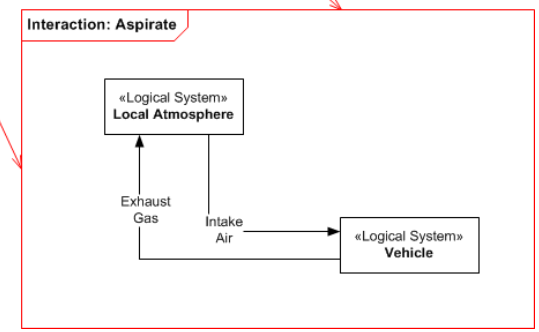 Interaction: Aspirate
«Logical System»
Local Atmosphere
Exhaust
Gas
Intake
Air
«Logical System»
Vehicle